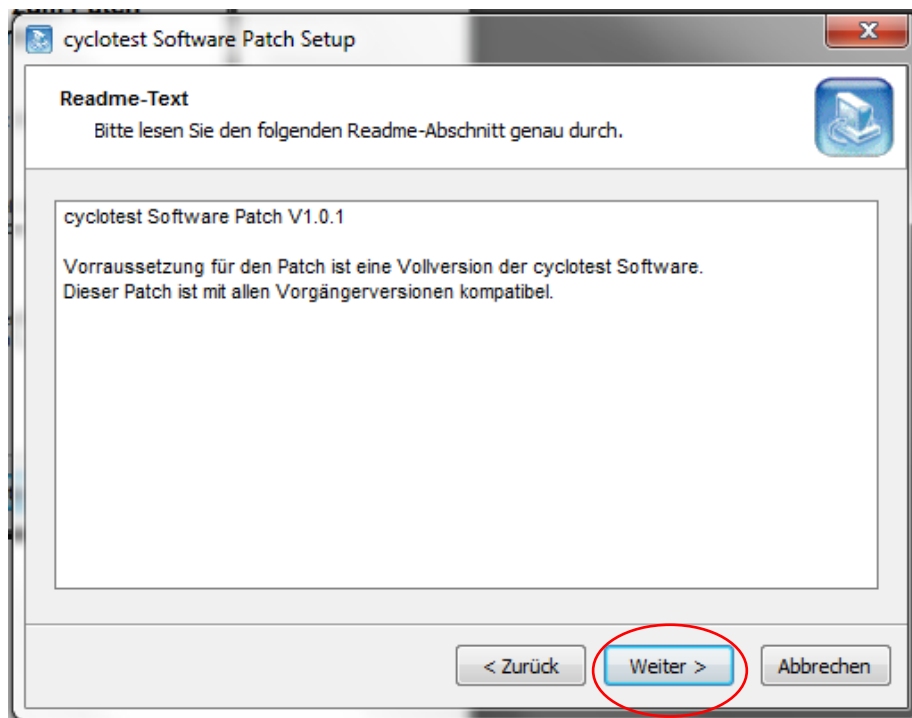 cyclotest Software Patch Setup
Readme-Text
Bitte lesen Sie den folgenden Readme-Abschnitt genau durch.
cyclotest Software Patch V1.0.1
Vorraussetzung für den Patch ist eine Vollversion der cyclotest Software.
Dieser Patch ist mit allen Vorgängerversionen kompatibel.
< Zurück Weiter > Abbrechen